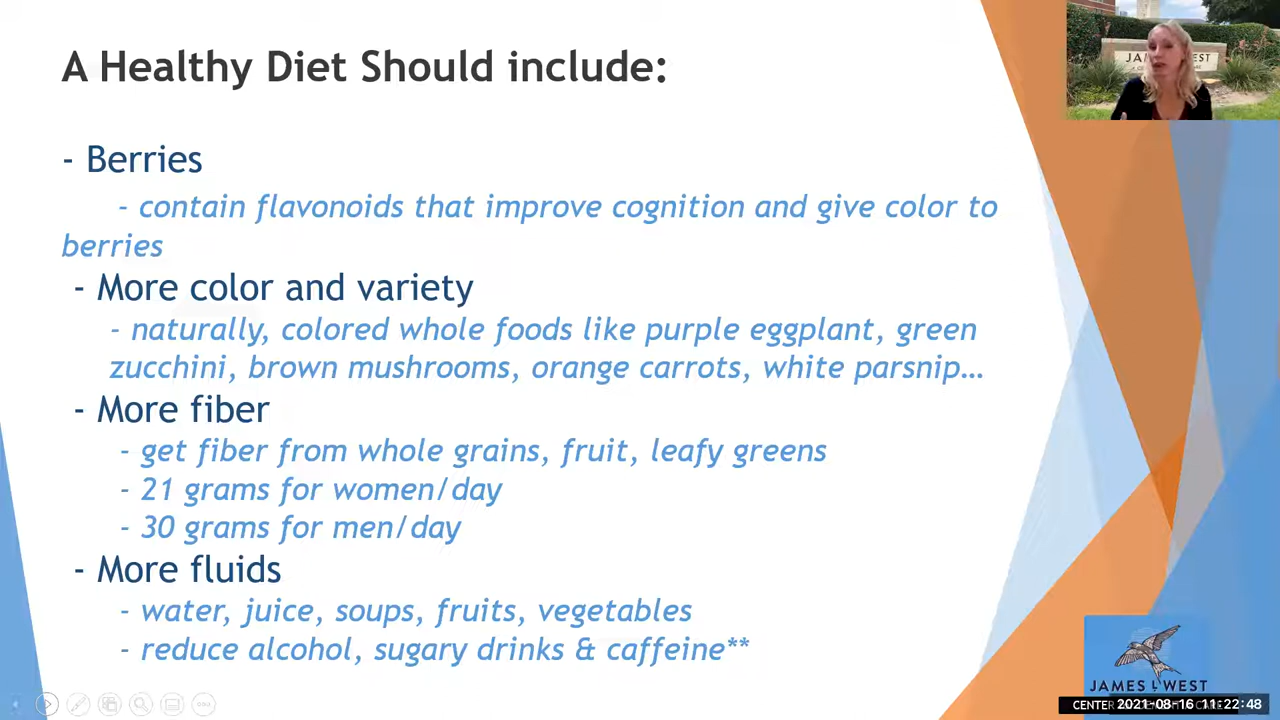 A Healthy Diet Should include:
- Berries
- contain flavonoids that improve cognition and give color to
berries
- More color and variety
- naturally, colored whole foods like purple eggplant, green
zucchini, brown mushrooms, orange carrots, white parsnip…
- More fiber
- get fiber from whole grains, fruit, leafy greens
- 21 grams for women/day
- 30 grams for men/day
- More fluids
- water, juice, soups, fruits, vegetables
- reduce alcohol, sugary drinks & caffeine**
WEST
JAMES L WEST
CENTER
2021-08-16 11:22:48